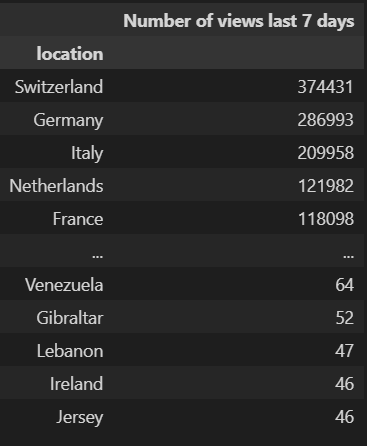 Number of views last 7 days
location
Switzerland 374431
Germany 286993
Italy 209958
Netherlands 121982
France 118098
... ...
Venezuela 64
Gibraltar 52
Lebanon 47
Ireland 46
Jersey 46